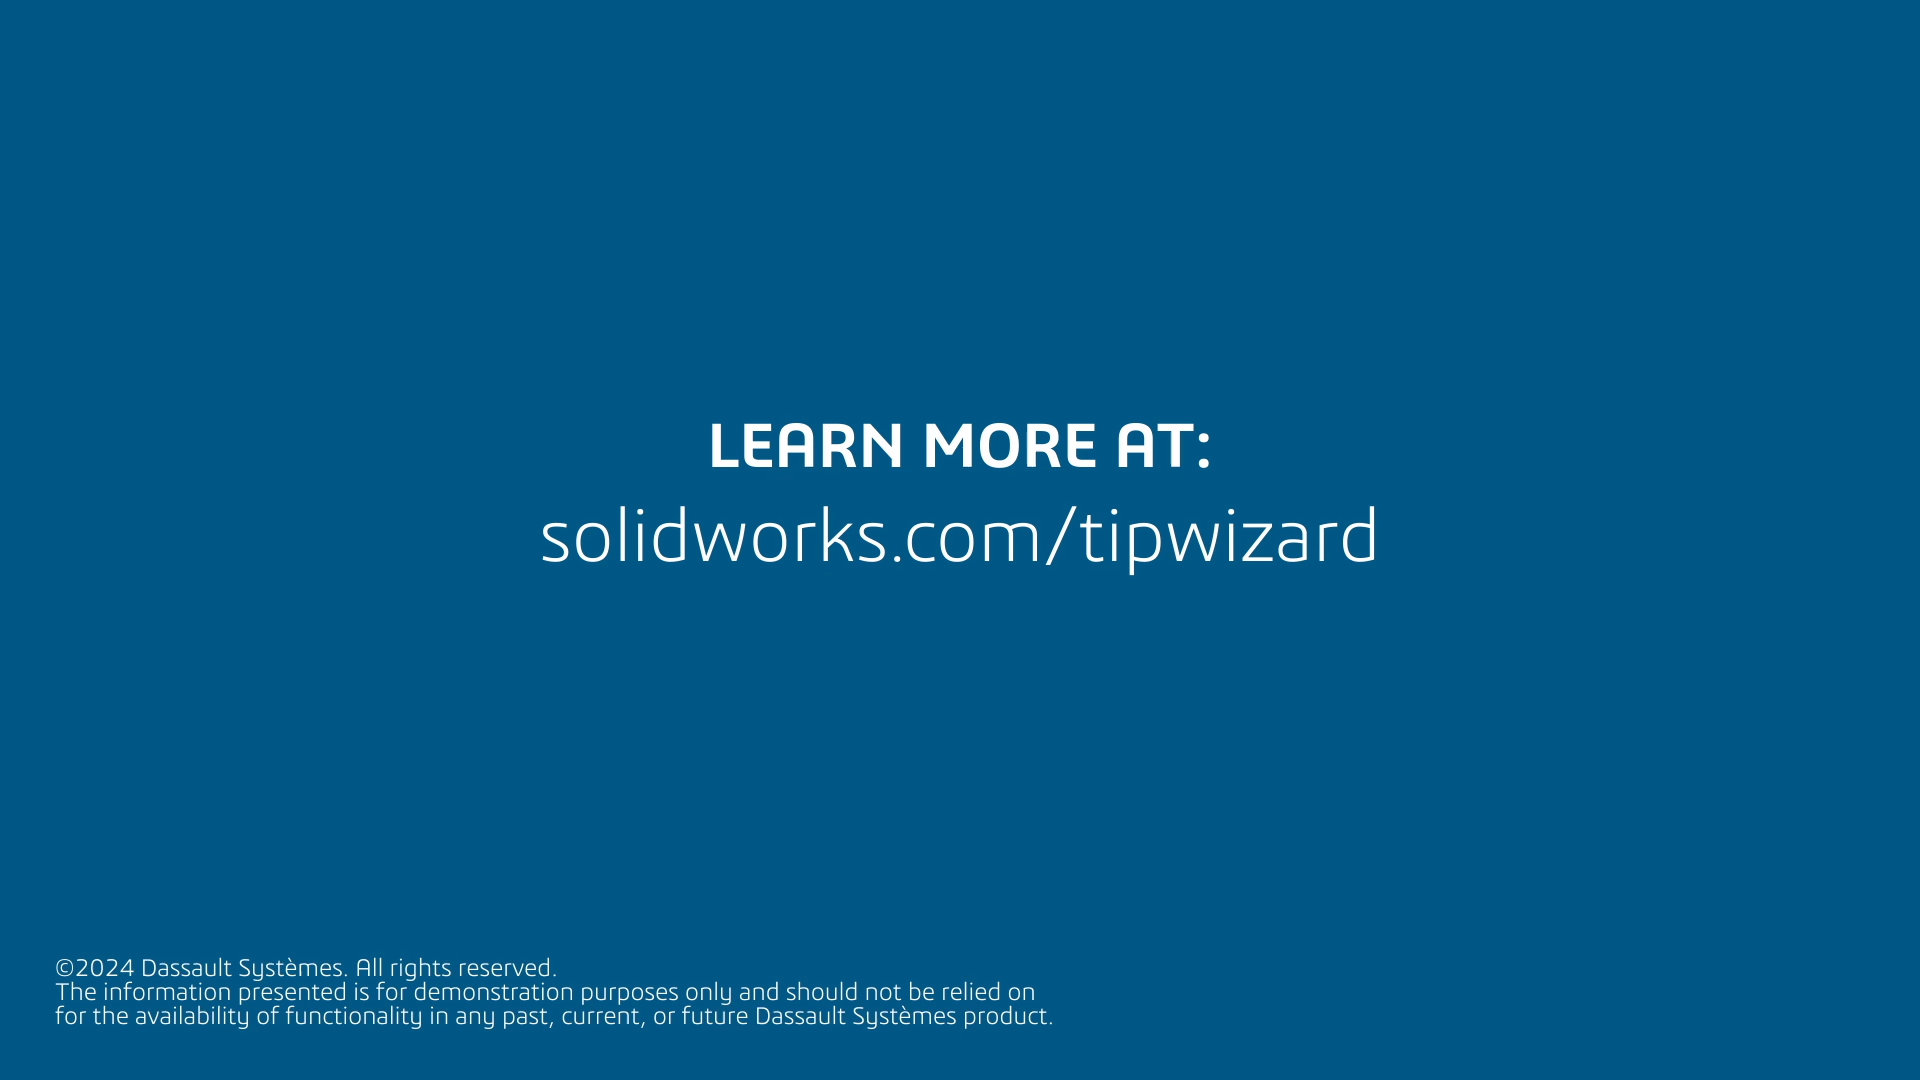 LEARN MORE AT:
solidworks.com/tipwizard
©2024 Dassault Systèmes. All rights reserved.
The information presented is for demonstration purposes only and should not be relied on
for the availability of functionality in any past, current, or future Dassault Systèmes product.